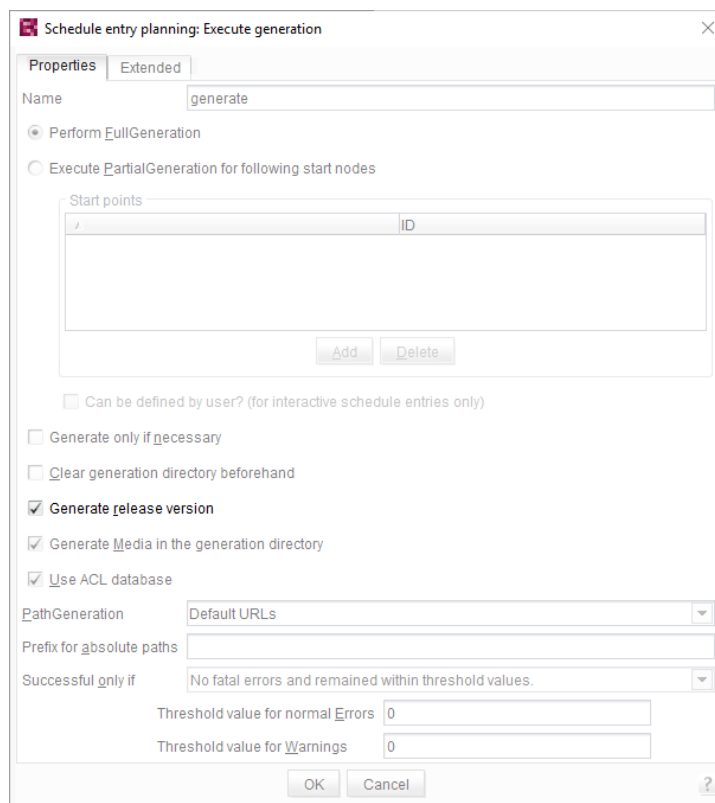 Schedule entry planning: Execute generation
Properties Extended
Name generate
Perform FullGeneration
Execute PartialGeneration for following start nodes
Start points
ID
Add Delete
Can be defined by user? (for interactive schedule entries only)
Generate only if necessary
Clear generation directory beforehand
Generate release version
Generate Media in the generation directory
Use ACL database
PathGeneration Default URLs
Prefix for absolute paths
Successful only if No fatal errors and remained within threshold values.
Threshold value for normal Errors 0
Threshold value for Warnings 0
OK Cancel ?